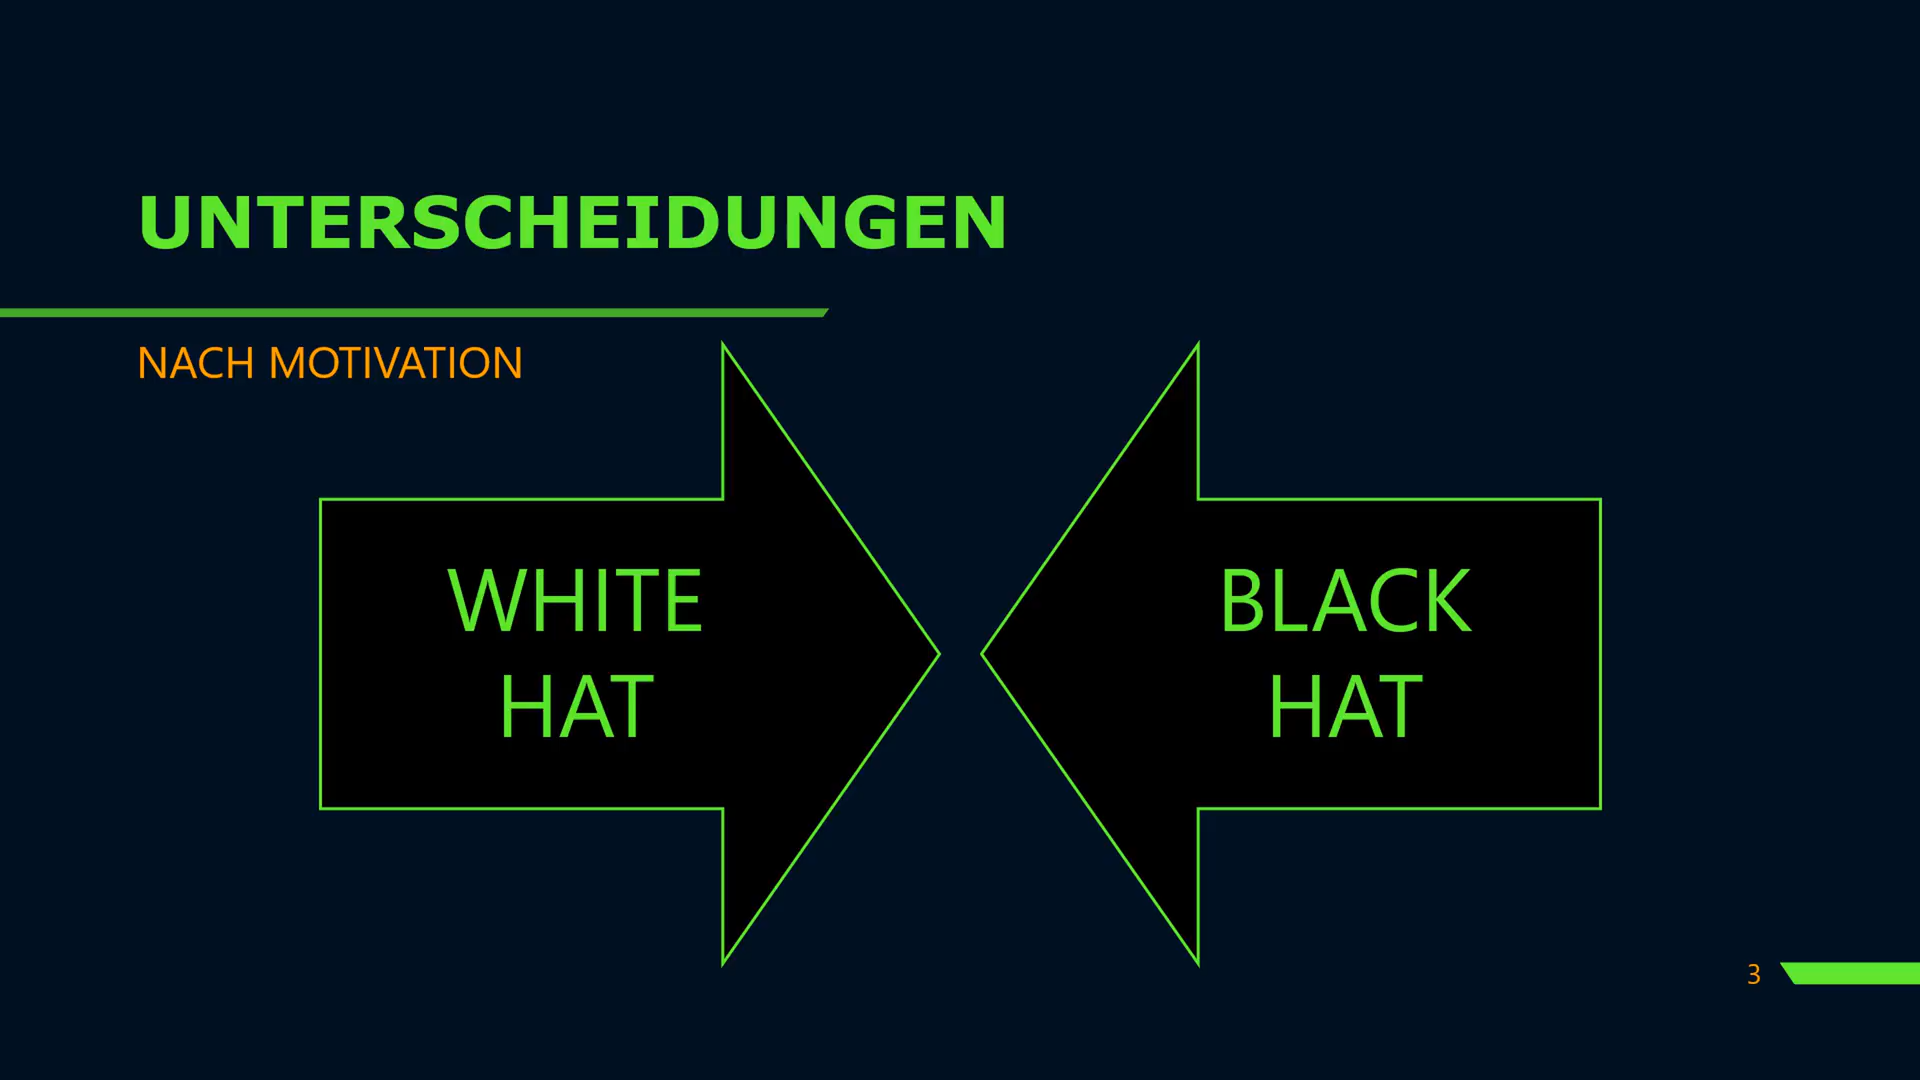 UNTERSCHEIDUNGEN
NACH MOTIVATION
WHITE
HAT
BLACK
HAT
3